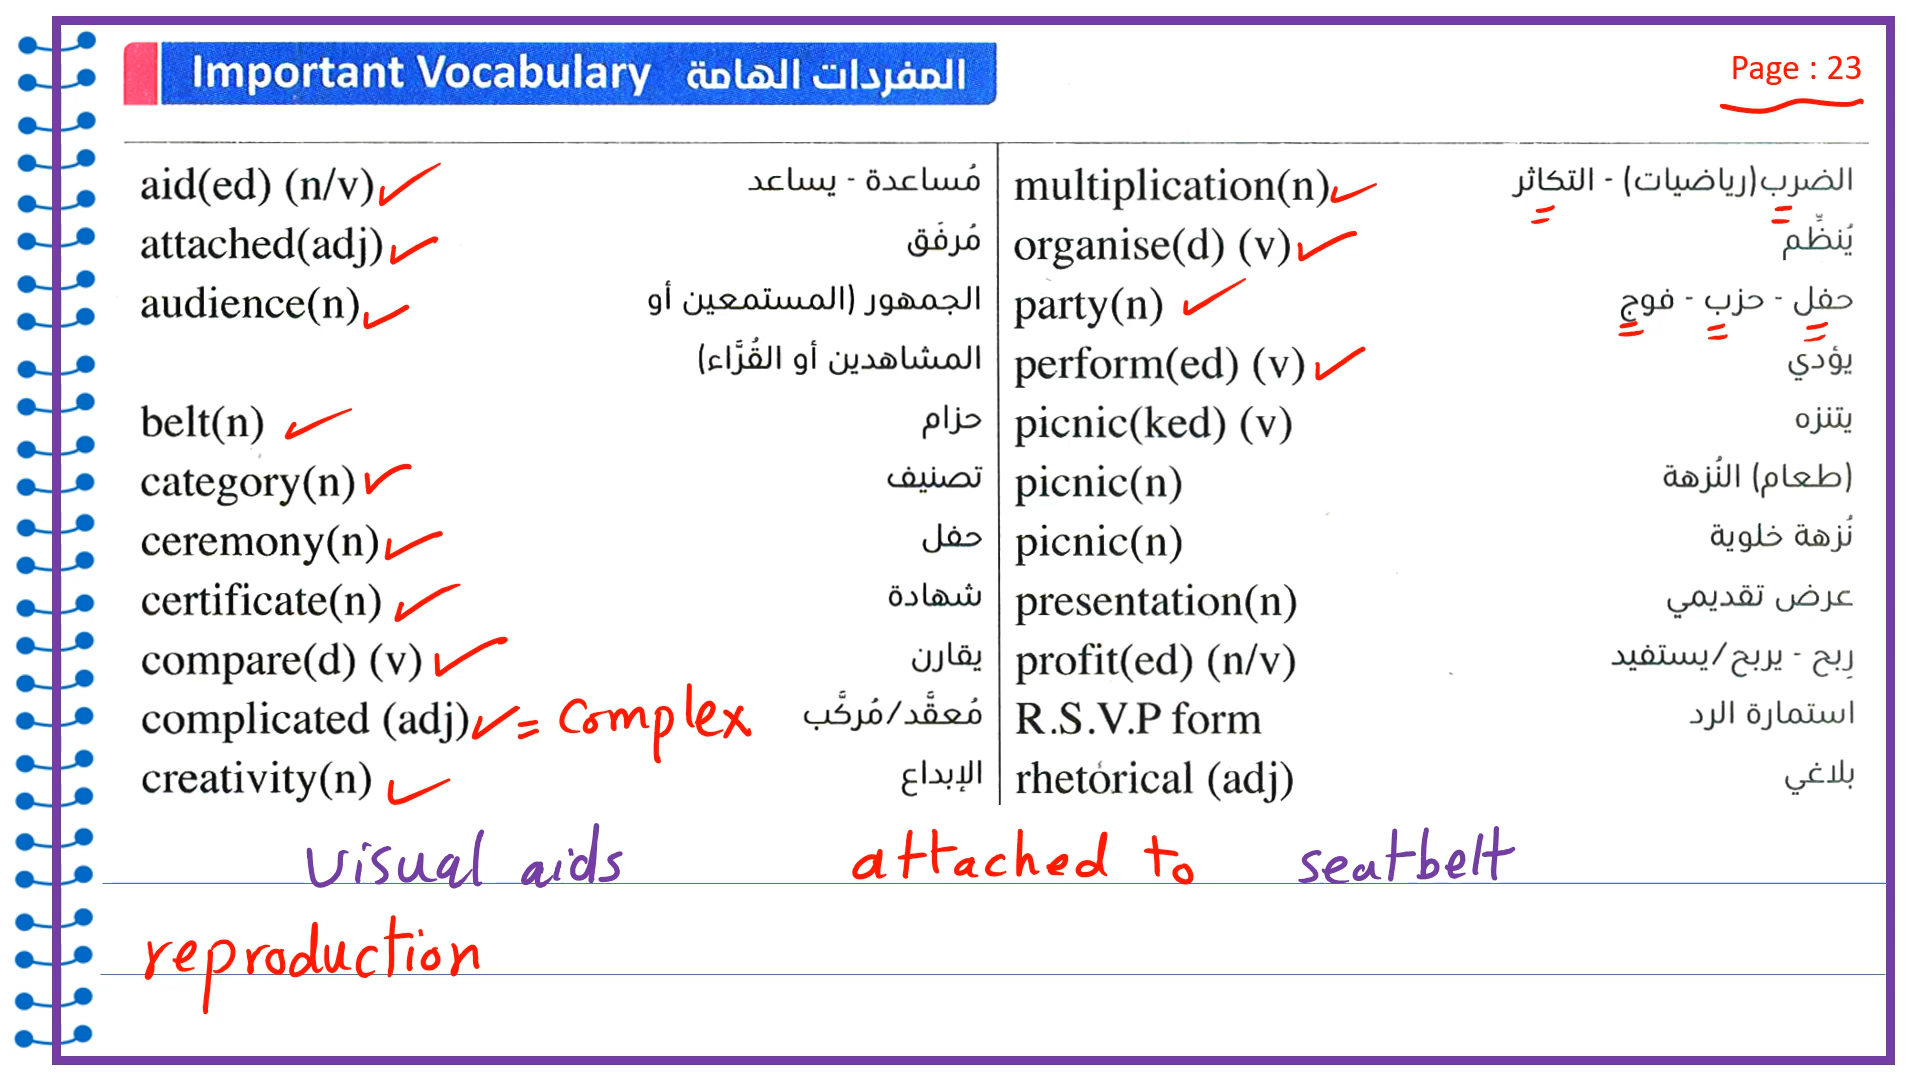 Important Vocabulary المفردات الهامة
Page : 23
aid(ed) (n/v) مُساعدة - يساعد
attached(adj) مُرفَق
audience(n) الجمهور (المستمعين أو
المشاهدين أو القُرَّاء)
belt(n) حزام
category(n) تصنيف
ceremony(n) حفل
certificate(n) شهادة
compare(d) (v) يقارن
complicated (adj) = complex مُعقَّد/مُركَّب
creativity(n) الإبداع
multiplication(n) الضرب(رياضيات) - التكاثر
organise(d) (v) يُنظِّم
party(n) حفل - حزب - فوج
perform(ed) (v) يؤدي
picnic(ked) (v) يتنزه
picnic(n) (طعام) النُزهة
picnic(n) نُزهة خلوية
presentation(n) عرض تقديمي
profit(ed) (n/v) رِبح - يربح/يستفيد
R.S.V.P form استمارة الرد
rhetorical (adj) بلاغي
visual aids attached to seatbelt
reproduction